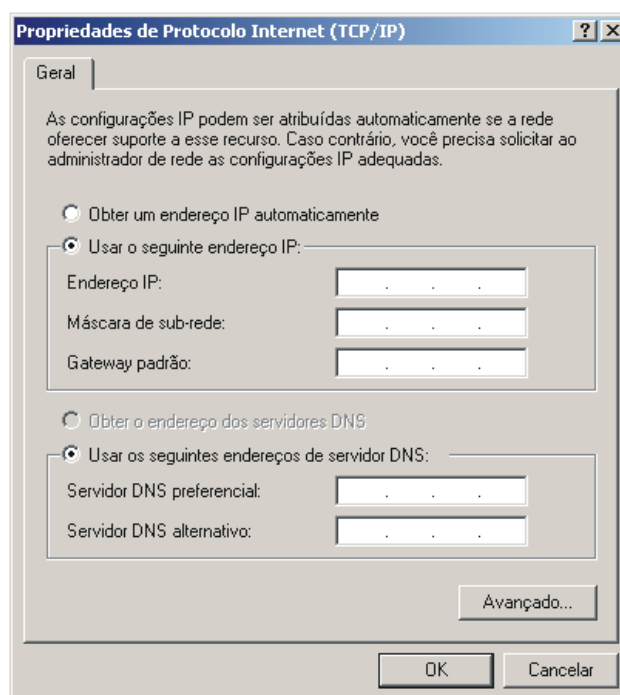 Propriedades de Protocolo Internet (TCP/IP)
Geral
As configurações IP podem ser atribuídas automaticamente se a rede
oferecer suporte a esse recurso. Caso contrário, você precisa solicitar ao
administrador de rede as configurações IP adequadas.
Obter um endereço IP automaticamente
Usar o seguinte endereço IP:
Endereço IP:
Máscara de sub-rede:
Gateway padrão:
Obter o endereço dos servidores DNS
Usar os seguintes endereços de servidor DNS:
Servidor DNS preferencial:
Servidor DNS alternativo:
Avançado...
OK Cancelar